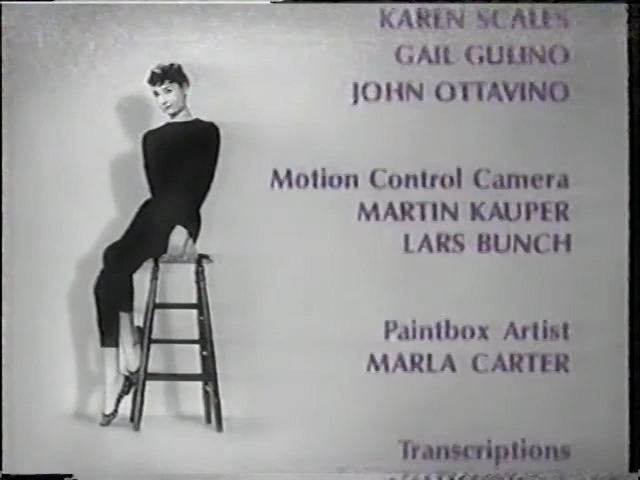 KAREN SCALES
GAIL GULINO
JOHN OTTAVINO
Motion Control Camera
MARTIN KAUPER
LARS BUNCH
Paintbox Artist
MARLA CARTER
Transcriptions